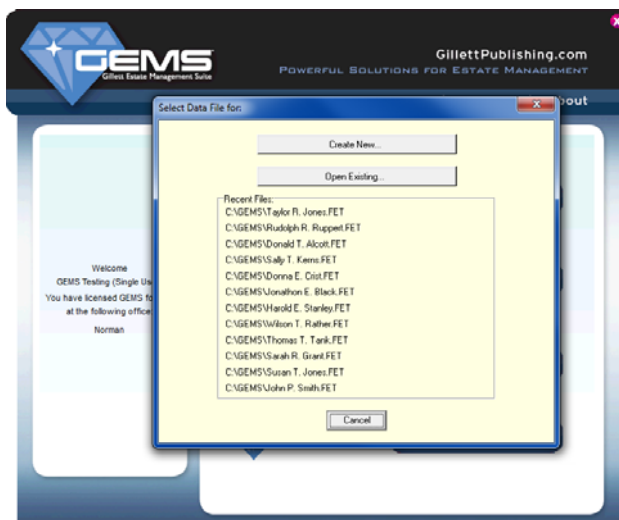 GEMS
Gillett Estate Management Suite
GillettPublishing.com
POWERFUL SOLUTIONS FOR ESTATE MANAGEMENT
bout
Select Data File for:
Create New...
Open Existing...
Recent Files:
C:\GEMS\Taylor R. Jones.FET
C:\GEMS\Rudolph R. Ruppert.FET
C:\GEMS\Donald T. Alcott.FET
C:\GEMS\Sally T. Kerns.FET
C:\GEMS\Donna E. Crist.FET
C:\GEMS\Jonathon E. Black.FET
C:\GEMS\Harold E. Stanley.FET
C:\GEMS\Wilson T. Rather.FET
C:\GEMS\Thomas T. Tank.FET
C:\GEMS\Sarah R. Grant.FET
C:\GEMS\Susan T. Jones.FET
C:\GEMS\John P. Smith.FET
Cancel
Welcome
GEMS Testing (Single Us
You have licensed GEMS fo
at the following office
Norman